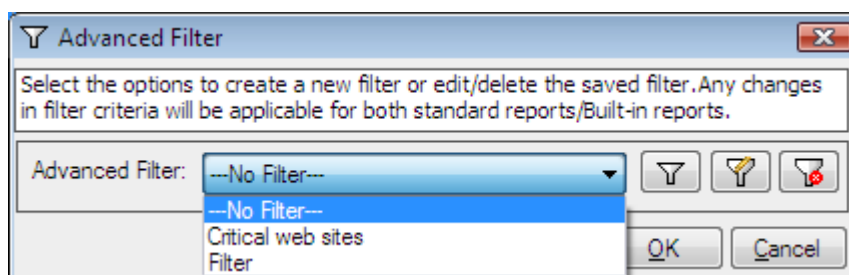 Advanced Filter
Select the options to create a new filter or edit/delete the saved filter.Any changes
in filter criteria will be applicable for both standard reports/Built-in reports.
Advanced Filter: ---No Filter---
---No Filter---
Critical web sites
Filter
OK Cancel